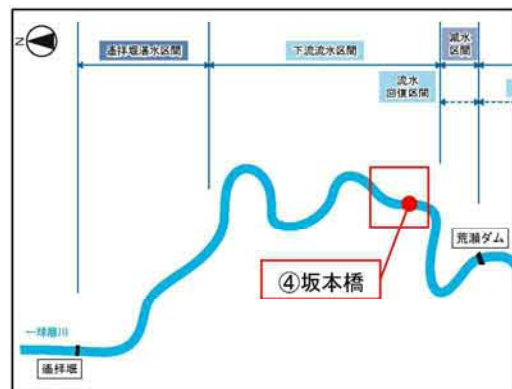 N
遙拝堰湛水区間
下流流水区間
減水
区間
流水
回復区間
荒瀬ダム
④坂本橋
←球磨川
遙拝堰